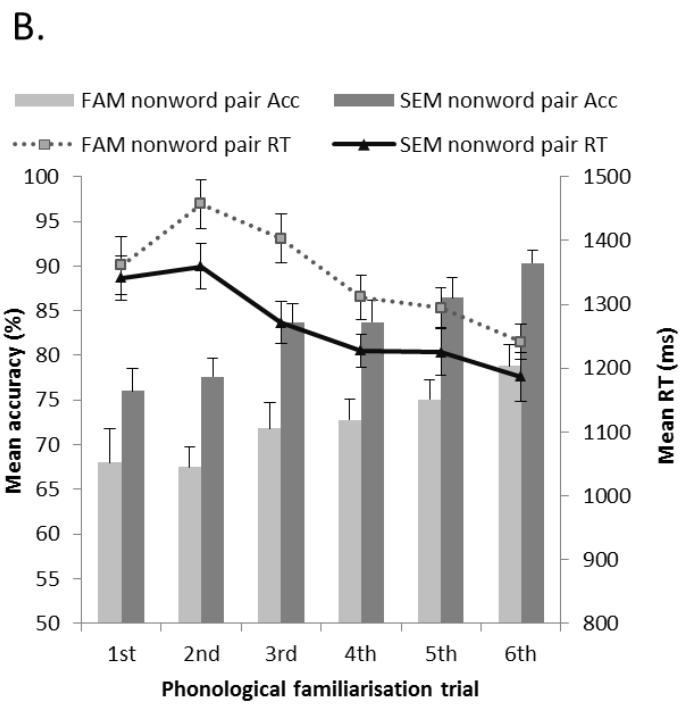 B.
FAM nonword pair Acc SEM nonword pair Acc
FAM nonword pair RT SEM nonword pair RT
100 1500
95
1400
90
85 1300
80 1200
75
1100
70
65 1000
60 900
55
50 800
Mean accuracy (%)
Mean RT (ms)
1st 2nd 3rd 4th 5th 6th
Phonological familiarisation trial